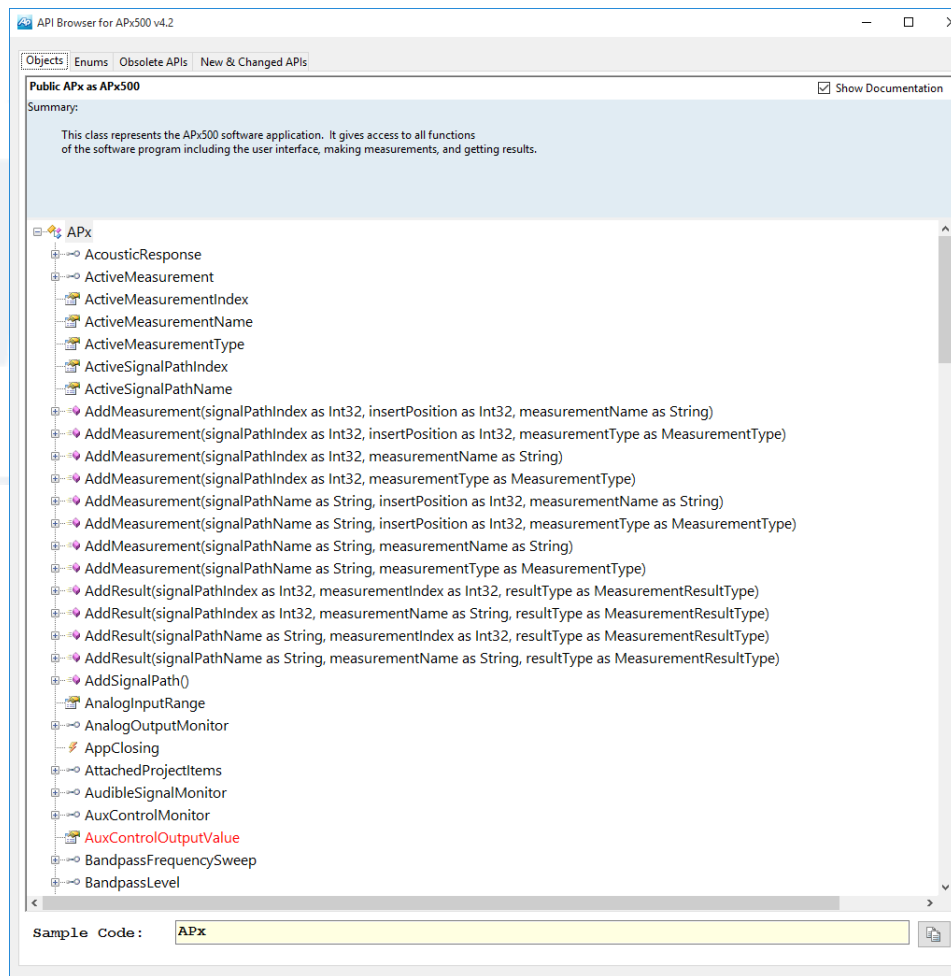 API Browser for APx500 v4.2
Objects Enums Obsolete APIs New & Changed APIs
Public APx as APx500 Show Documentation
Summary:
This class represents the APx500 software application. It gives access to all functions
of the software program including the user interface, making measurements, and getting results.
APx
AcousticResponse
ActiveMeasurement
ActiveMeasurementIndex
ActiveMeasurementName
ActiveMeasurementType
ActiveSignalPathIndex
ActiveSignalPathName
AddMeasurement(signalPathIndex as Int32, insertPosition as Int32, measurementName as String)
AddMeasurement(signalPathIndex as Int32, insertPosition as Int32, measurementType as MeasurementType)
AddMeasurement(signalPathIndex as Int32, measurementName as String)
AddMeasurement(signalPathIndex as Int32, measurementType as MeasurementType)
AddMeasurement(signalPathName as String, insertPosition as Int32, measurementName as String)
AddMeasurement(signalPathName as String, insertPosition as Int32, measurementType as MeasurementType)
AddMeasurement(signalPathName as String, measurementName as String)
AddMeasurement(signalPathName as String, measurementType as MeasurementType)
AddResult(signalPathIndex as Int32, measurementIndex as Int32, resultType as MeasurementResultType)
AddResult(signalPathIndex as Int32, measurementName as String, resultType as MeasurementResultType)
AddResult(signalPathName as String, measurementIndex as Int32, resultType as MeasurementResultType)
AddResult(signalPathName as String, measurementName as String, resultType as MeasurementResultType)
AddSignalPath()
AnalogInputRange
AnalogOutputMonitor
AppClosing
AttachedProjectItems
AudibleSignalMonitor
AuxControlMonitor
AuxControlOutputValue
BandpassFrequencySweep
BandpassLevel
Sample Code: APx